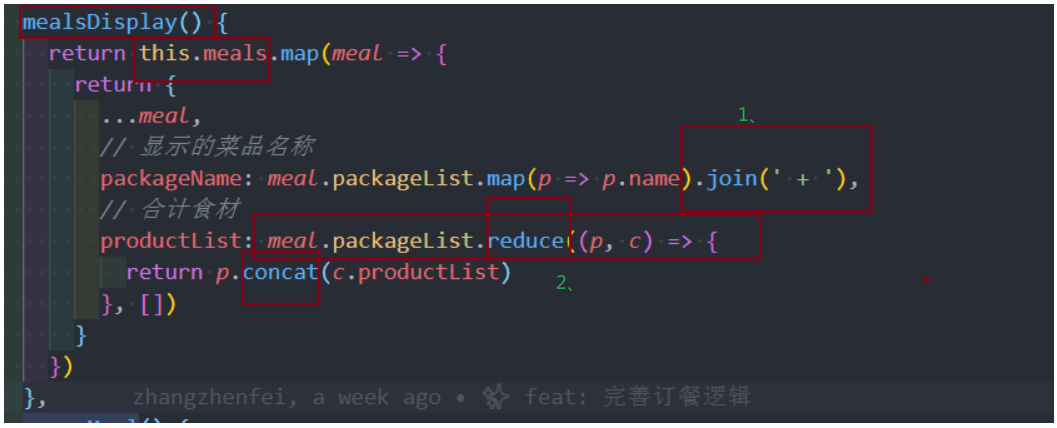 mealsDisplay() {
return this.meals.map(meal => {
return {
...meal,
1、
// 显示的菜品名称
packageName: meal.packageList.map(p => p.name).join(' + '),
// 合计食材
productList: meal.packageList.reduce((p, c) => {
return p.concat(c.productList)
2、
}, [])
}
})
},
zhangzhenfei, a week ago • feat: 完善订餐逻辑